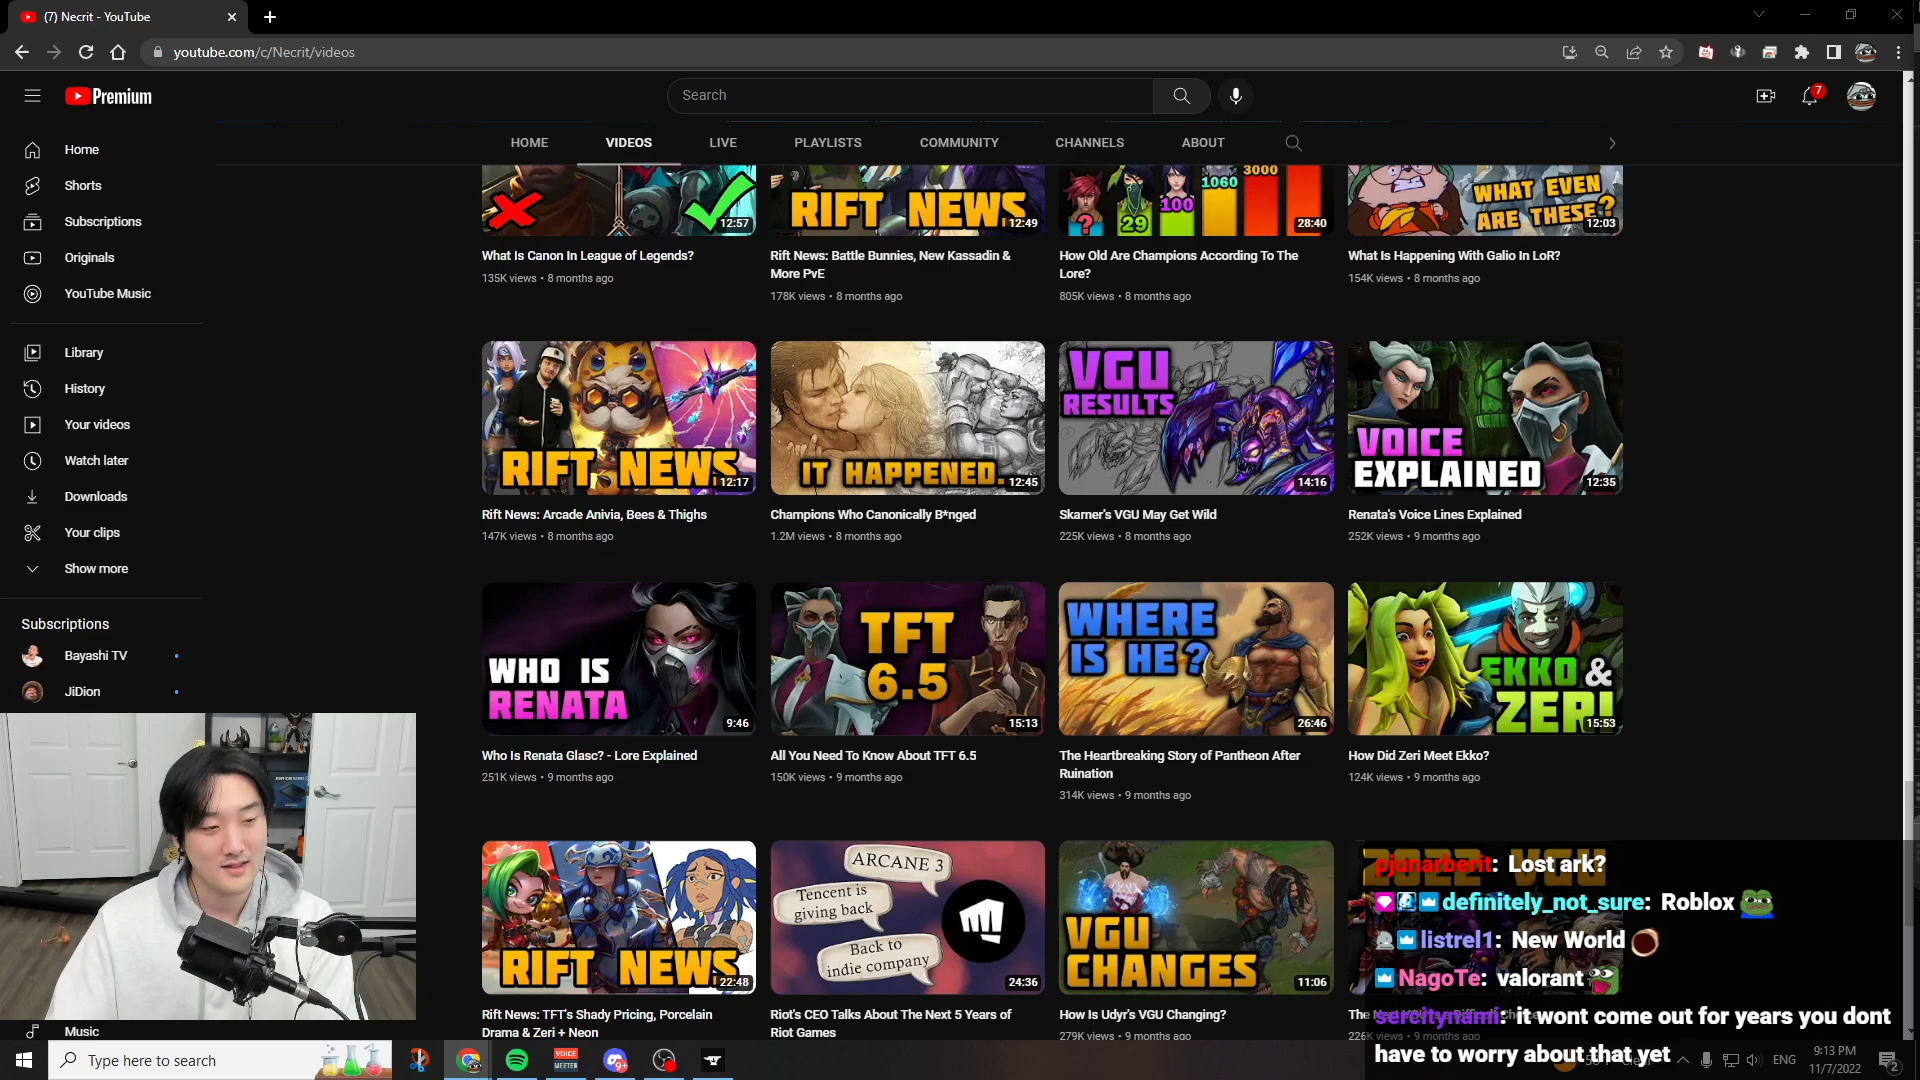 (7) Necrit - YouTube
youtube.com/c/Necrit/videos
Premium
Search
7
HOME VIDEOS LIVE PLAYLISTS COMMUNITY CHANNELS ABOUT
Home
Shorts
Subscriptions
Originals
YouTube Music
Library
History
Your videos
Watch later
Downloads
Your clips
Show more
Subscriptions
Bayashi TV
JiDion
Music
12:57
What Is Canon In League of Legends?
135K views • 8 months ago
RIFT NEWS
12:49
Rift News: Battle Bunnies, New Kassadin &
More PvE
178K views • 8 months ago
? 29 100 1060 3000
28:40
How Old Are Champions According To The
Lore?
805K views • 8 months ago
WHAT EVEN
ARE THESE?
12:03
What Is Happening With Galio In LoR?
154K views • 8 months ago
RIFT NEWS
12:17
Rift News: Arcade Anivia, Bees & Thighs
147K views • 8 months ago
IT HAPPENED.
12:45
Champions Who Canonically B*nged
1.2M views • 8 months ago
VGU
RESULTS
14:16
Skarner's VGU May Get Wild
225K views • 8 months ago
VOICE
EXPLAINED
12:35
Renata's Voice Lines Explained
252K views • 9 months ago
WHO IS
RENATA
9:46
Who Is Renata Glasc? - Lore Explained
251K views • 9 months ago
TFT
6.5
15:13
All You Need To Know About TFT 6.5
150K views • 9 months ago
WHERE
IS HE?
26:46
The Heartbreaking Story of Pantheon After
Ruination
314K views • 9 months ago
EKKO &
ZERI
15:53
How Did Zeri Meet Ekko?
124K views • 9 months ago
RIFT NEWS
22:48
Rift News: TFT's Shady Pricing, Porcelain
Drama & Zeri + Neon
ARCANE 3
Tencent is
giving back
Back to
indie company
24:36
Riot's CEO Talks About The Next 5 Years of
Riot Games
VGU
CHANGES
11:06
How Is Udyr's VGU Changing?
279K views • 9 months ago
2022 VGU
The
226K
pjunarberit: Lost ark?
definitely_not_sure: Roblox
listrel1: New World
NagoTe: valorant
sereitynami: it wont come out for years you dont
have to worry about that yet
Type here to search
VOICE
MEETER
9+
ENG
9:13 PM
11/7/2022
2